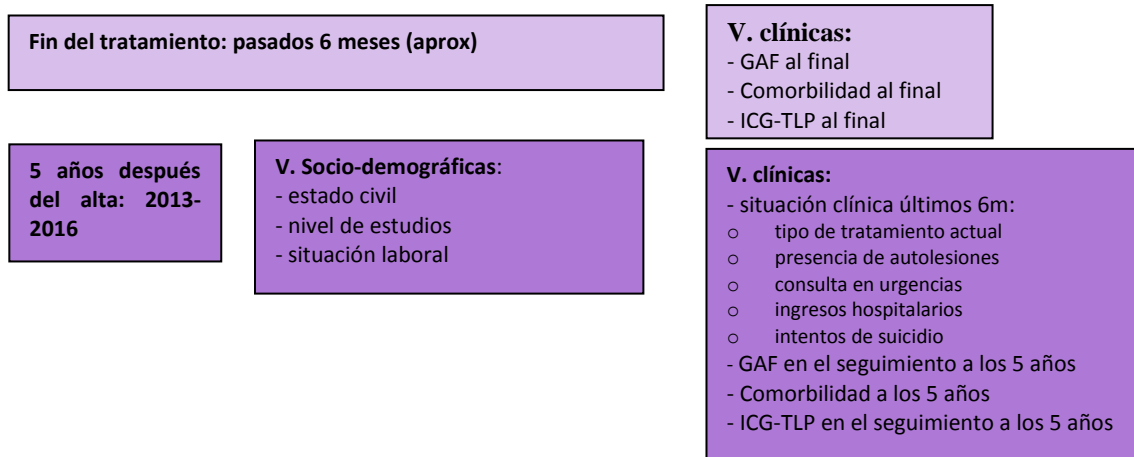 Fin del tratamiento: pasados 6 meses (aprox)
V. clínicas:
- GAF al final
- Comorbilidad al final
- ICG-TLP al final
5 años después
del alta: 2013-
2016
V. Socio-demográficas:
- estado civil
- nivel de estudios
- situación laboral
V. clínicas:
- situación clínica últimos 6m:
o tipo de tratamiento actual
o presencia de autolesiones
o consulta en urgencias
o ingresos hospitalarios
o intentos de suicidio
- GAF en el seguimiento a los 5 años
- Comorbilidad a los 5 años
- ICG-TLP en el seguimiento a los 5 años